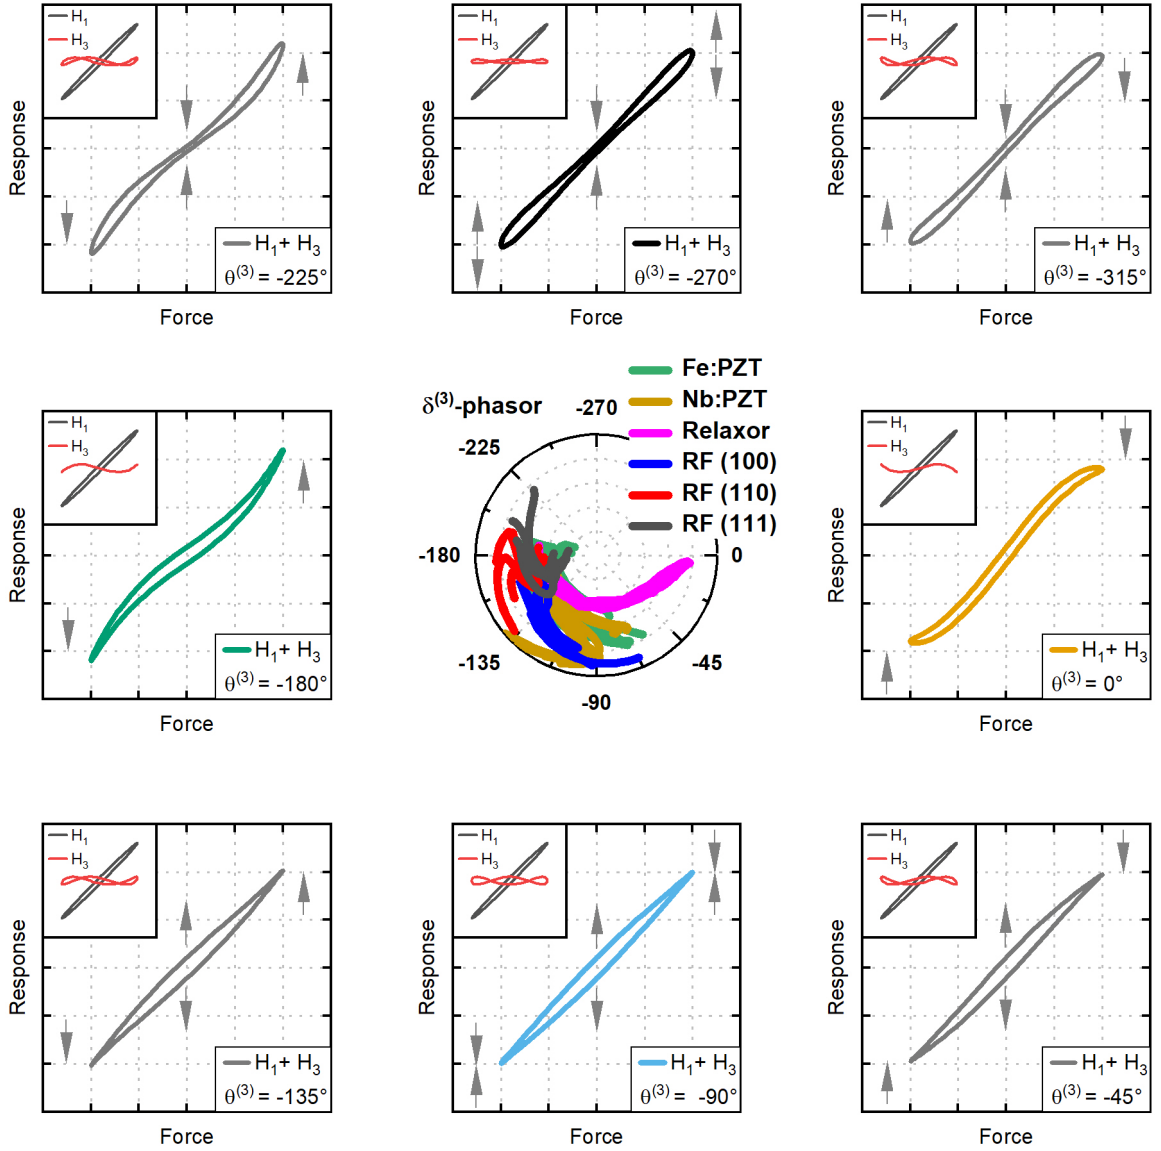 H₁
H₃
Response
H₁+ H₃
θ⁽³⁾ = -225°
Force
H₁
H₃
Response
H₁+ H₃
θ⁽³⁾ = -270°
Force
H₁
H₃
Response
H₁+ H₃
θ⁽³⁾ = -315°
Force
H₁
H₃
Response
H₁+ H₃
θ⁽³⁾ = -180°
Force
δ⁽³⁾-phasor
Fe:PZT
Nb:PZT
Relaxor
RF (100)
RF (110)
RF (111)
-270
-225
-180
0
-135
-45
-90
H₁
H₃
Response
H₁+ H₃
θ⁽³⁾ = 0°
Force
H₁
H₃
Response
H₁+ H₃
θ⁽³⁾ = -135°
Force
H₁
H₃
Response
H₁+ H₃
θ⁽³⁾ = -90°
Force
H₁
H₃
Response
H₁+ H₃
θ⁽³⁾ = -45°
Force